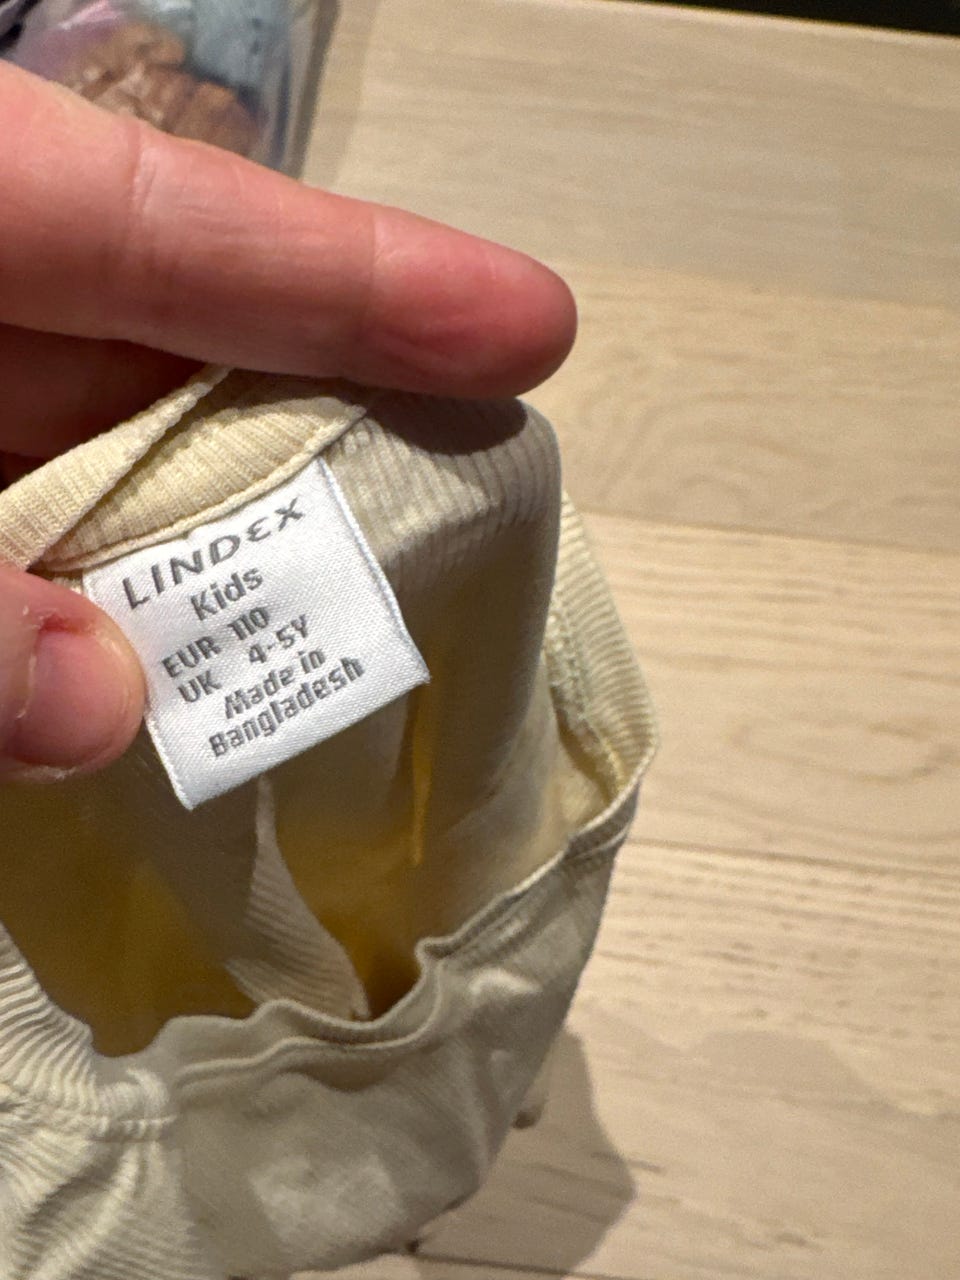 LINDEX
Kids
EUR 110
UK 4-5Y
Made in
Bangladesh